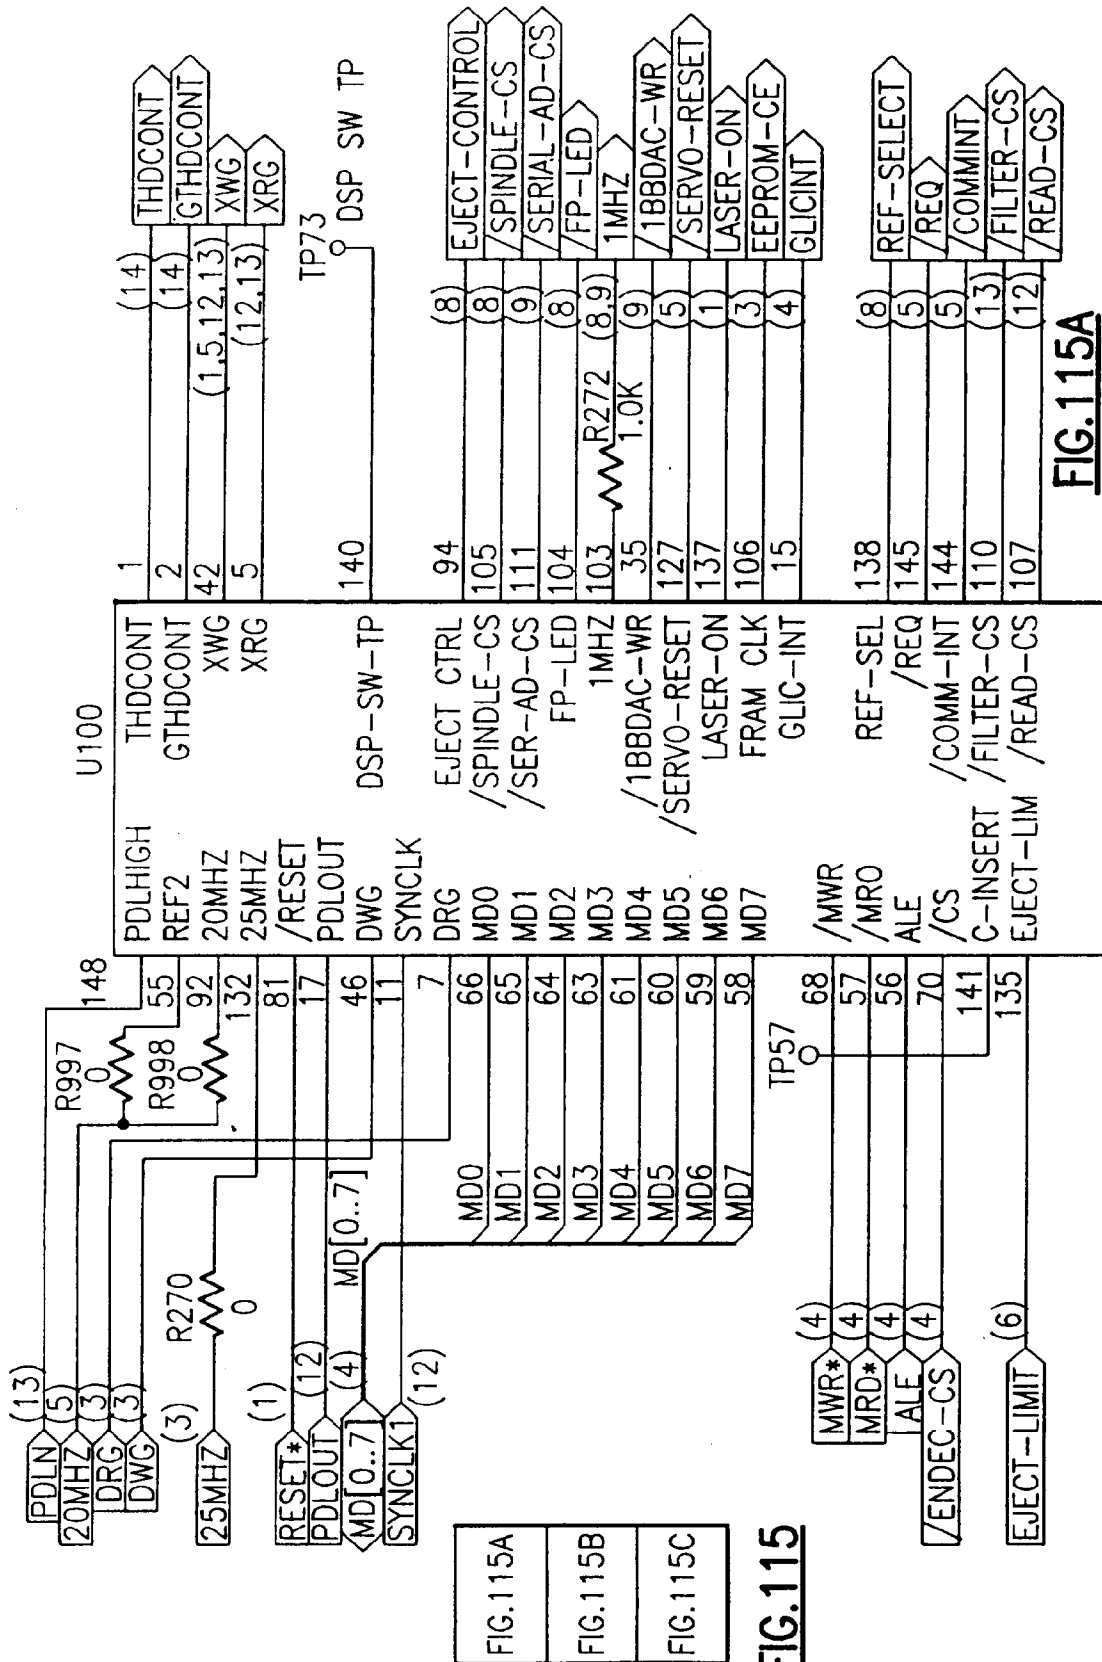 PDLN
(13)
20MHZ
(5)
DRG
(3)
DWG
(3)
25MHZ
(3)
RESET*
(1)
PDLOUT
(12)
MD[0..7]
(4)
SYNCLK1
(12)
MWR*
(4)
MRD*
(4)
ALE
(4)
/ENDEC-CS
(4)
EJECT-LIMIT
(6)
R997
0
R998
0
R270
0
MD[0..7]
MD0
MD1
MD2
MD3
MD4
MD5
MD6
MD7
TP57
U100
148 PDLHIGH
55 REF2
92 20MHZ
132 25MHZ
81 /RESET
17 PDLOUT
46 DWG
11 SYNCLK
7 DRG
66 MD0
65 MD1
64 MD2
63 MD3
61 MD4
60 MD5
59 MD6
58 MD7
68 /MWR
57 /MRO
56 ALE
70 /CS
141 C-INSERT
135 EJECT-LIM
THDCONT 1 (14) THDCONT
GTHDCONT 2 (14) GTHDCONT
XWG 42 (1,5,12,13) XWG
XRG 5 (12,13) XRG
DSP-SW-TP 140 TP73 DSP SW TP
EJECT CTRL 94 (8) EJECT-CONTROL
/SPINDLE-CS 105 (8) /SPINDLE-CS
/SER-AD-CS 111 (9) /SERIAL-AD-CS
FP-LED 104 (8) /FP-LED
1MHZ 103 R272 1.0K (8,9) 1MHZ
/1BBDAC-WR 35 (9) /1BBDAC-WR
/SERVO-RESET 127 (5) /SERVO-RESET
LASER-ON 137 (1) LASER-ON
FRAM CLK 106 (3) EEPROM-CE
GLIC-INT 15 (4) GLICINT
REF-SEL 138 (8) REF-SELECT
/REQ 145 (5) /REQ
/COMM-INT 144 (5) /COMMINT
/FILTER-CS 110 (13) /FILTER-CS
/READ-CS 107 (12) /READ-CS
FIG.115A
FIG.115B
FIG.115C
FIG.115
FIG.115A